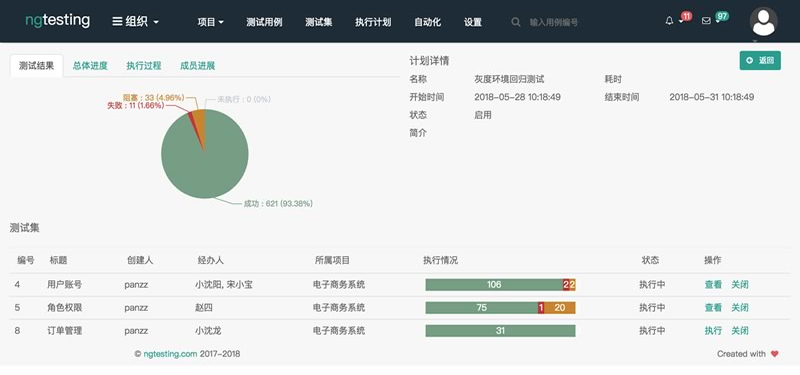 ngtesting 组织 项目 测试用例 测试集 执行计划 自动化 设置 输入用例编号 11 97
测试结果 总体进度 执行过程 成员进展
阻塞 : 33 (4.96%)
未执行 : 0 (0%)
失败 : 11 (1.66%)
成功 : 621 (93.38%)
计划详情 返回
名称 灰度环境回归测试 耗时
开始时间 2018-05-28 10:18:49 结束时间 2018-05-31 10:18:49
状态 启用
简介
测试集
编号 标题 创建人 经办人 所属项目 执行情况 状态 操作
4 用户账号 panzz 小沈阳, 宋小宝 电子商务系统 106 2 2 执行中 查看 关闭
5 角色权限 panzz 赵四 电子商务系统 75 1 20 执行中 查看 关闭
8 订单管理 panzz 小沈龙 电子商务系统 31 执行中 执行 关闭
© ngtesting.com 2017-2018 Created with